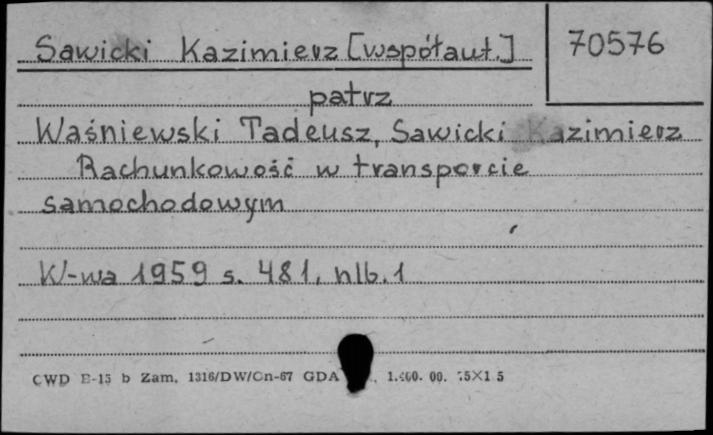 Sawicki Kazimierz [współaut.]
70576
patrz
Waśniewski Tadeusz, Sawicki Kazimierz
Rachunkowość w transporcie
samochodowym
W-wa 1959 s. 481, nlb. 1
CWD E-15 b Zam. 1316/DW/On-67 GDA